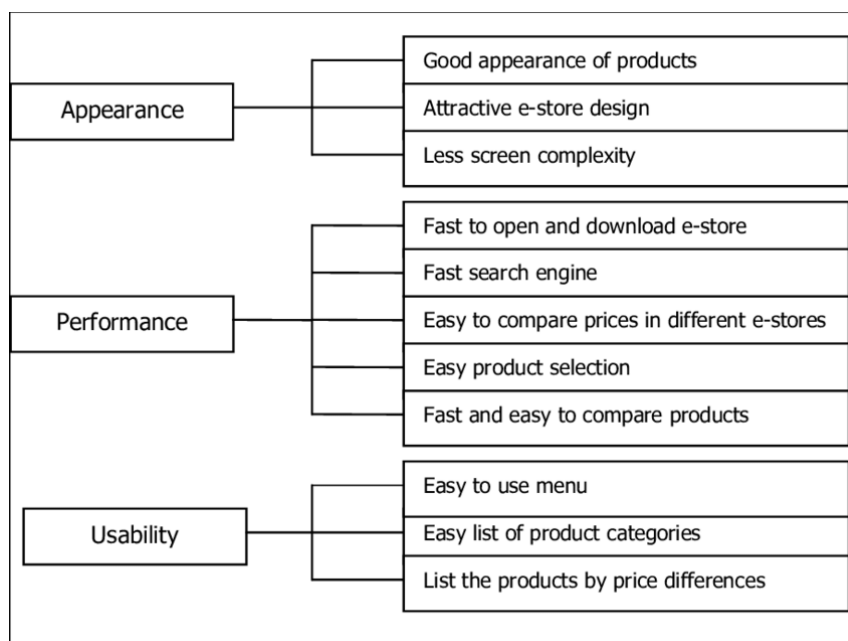 Appearance
Good appearance of products
Attractive e-store design
Less screen complexity
Performance
Fast to open and download e-store
Fast search engine
Easy to compare prices in different e-stores
Easy product selection
Fast and easy to compare products
Usability
Easy to use menu
Easy list of product categories
List the products by price differences